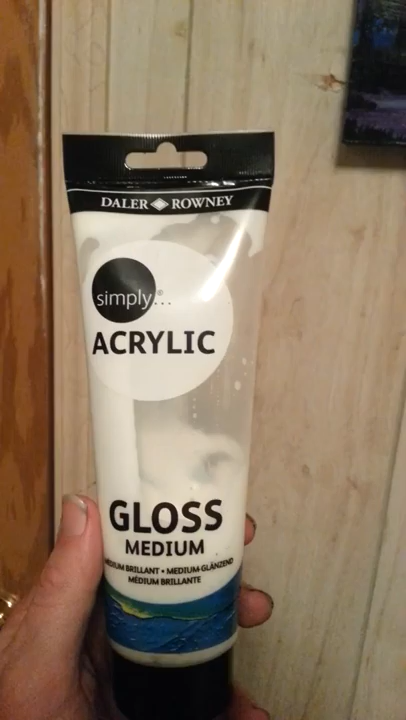 DALER ROWNEY
simply...
ACRYLIC
GLOSS
MEDIUM
MEDIUM BRILLANT • MEDIUM-GLÄNZEND
MÉDIUM BRILLANTE